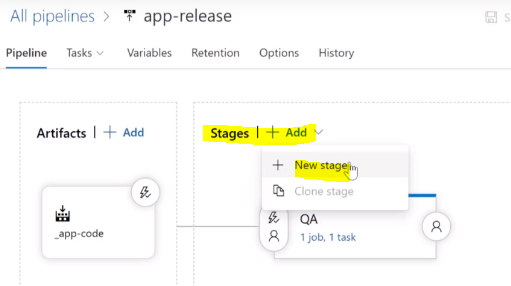 All pipelines > app-release
S
Pipeline Tasks Variables Retention Options History
Artifacts | + Add
Stages | + Add
New stage
Clone stage
_app-code
QA
1 job, 1 task